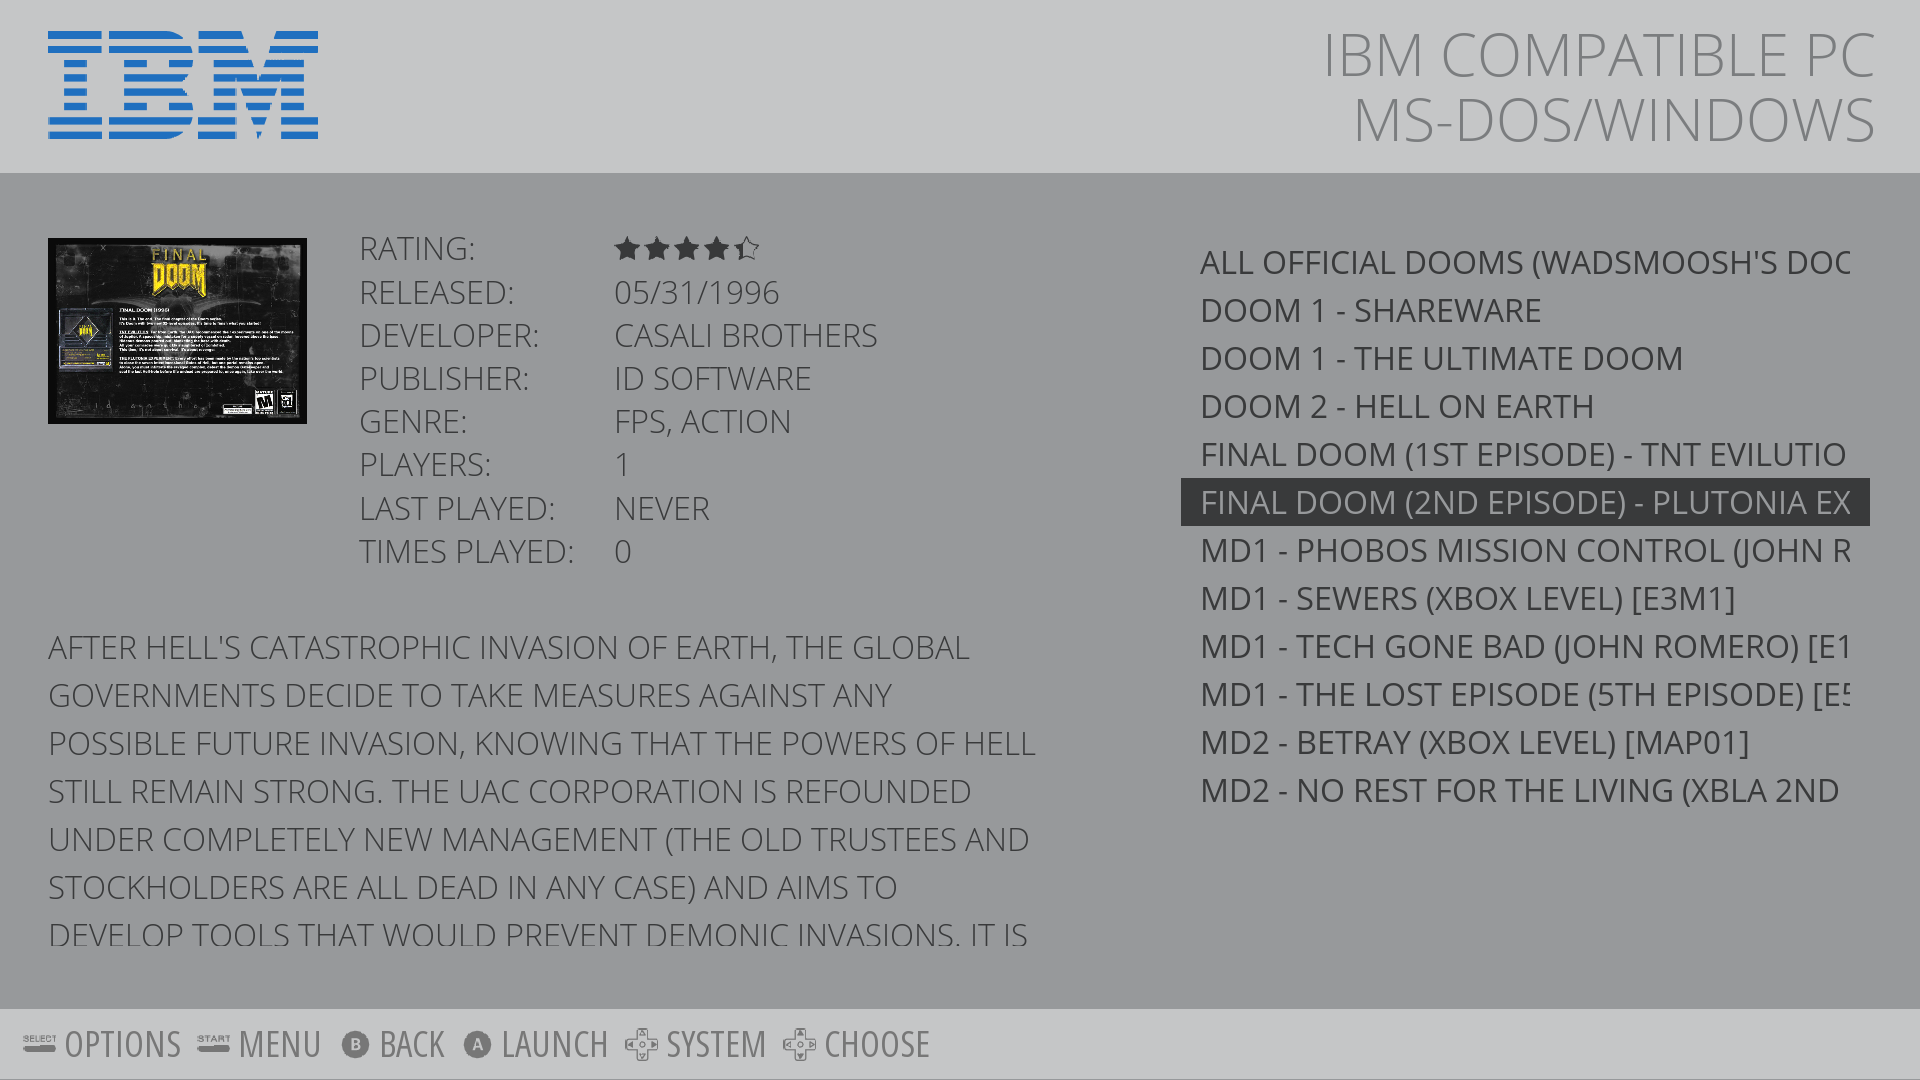 IBM
IBM COMPATIBLE PC
MS-DOS/WINDOWS
FINAL
DOOM
FINAL DOOM (1996)
RATING:
RELEASED: 05/31/1996
DEVELOPER: CASALI BROTHERS
PUBLISHER: ID SOFTWARE
GENRE: FPS, ACTION
PLAYERS: 1
LAST PLAYED: NEVER
TIMES PLAYED: 0
AFTER HELL'S CATASTROPHIC INVASION OF EARTH, THE GLOBAL
GOVERNMENTS DECIDE TO TAKE MEASURES AGAINST ANY
POSSIBLE FUTURE INVASION, KNOWING THAT THE POWERS OF HELL
STILL REMAIN STRONG. THE UAC CORPORATION IS REFOUNDED
UNDER COMPLETELY NEW MANAGEMENT (THE OLD TRUSTEES AND
STOCKHOLDERS ARE ALL DEAD IN ANY CASE) AND AIMS TO
DEVELOP TOOLS THAT WOULD PREVENT DEMONIC INVASIONS. IT IS
ALL OFFICIAL DOOMS (WADSMOOSH'S DOC
DOOM 1 - SHAREWARE
DOOM 1 - THE ULTIMATE DOOM
DOOM 2 - HELL ON EARTH
FINAL DOOM (1ST EPISODE) - TNT EVILUTIO
FINAL DOOM (2ND EPISODE) - PLUTONIA EX
MD1 - PHOBOS MISSION CONTROL (JOHN R
MD1 - SEWERS (XBOX LEVEL) [E3M1]
MD1 - TECH GONE BAD (JOHN ROMERO) [E1
MD1 - THE LOST EPISODE (5TH EPISODE) [E5
MD2 - BETRAY (XBOX LEVEL) [MAP01]
MD2 - NO REST FOR THE LIVING (XBLA 2ND
SELECT OPTIONS START MENU B BACK A LAUNCH SYSTEM CHOOSE